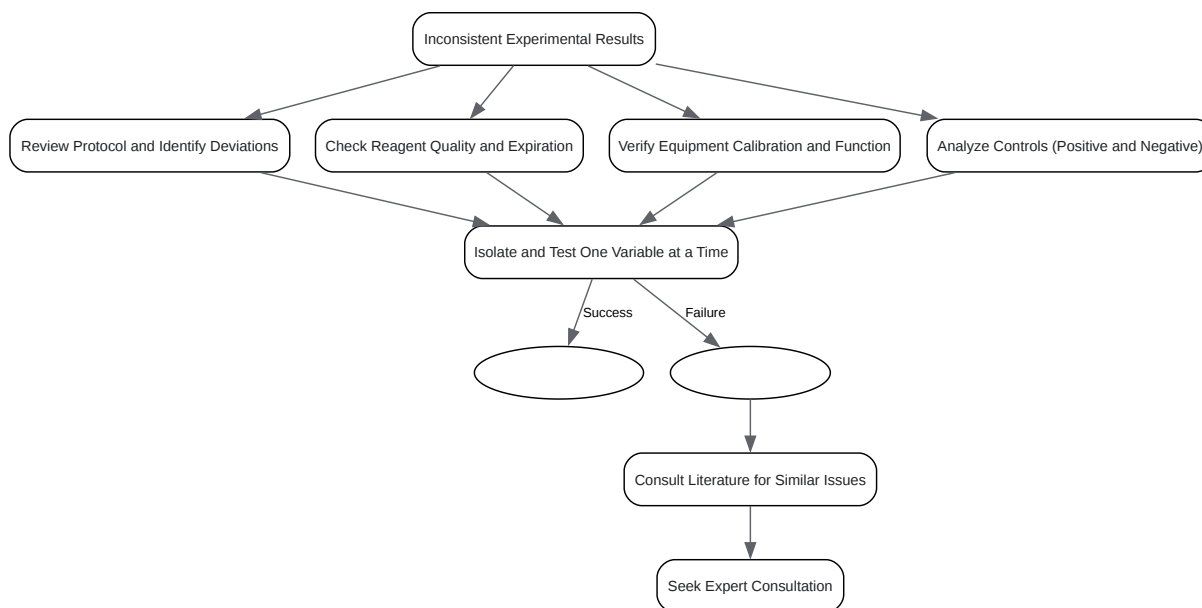 Inconsistent Experimental Results
Review Protocol and Identify Deviations
Check Reagent Quality and Expiration
Verify Equipment Calibration and Function
Analyze Controls (Positive and Negative)
Isolate and Test One Variable at a Time
Success
Failure
Consult Literature for Similar Issues
Seek Expert Consultation